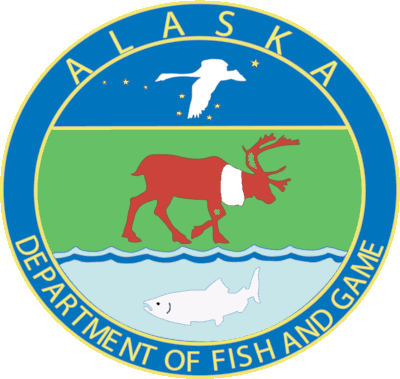 ALASKA
DEPARTMENT OF FISH AND GAME